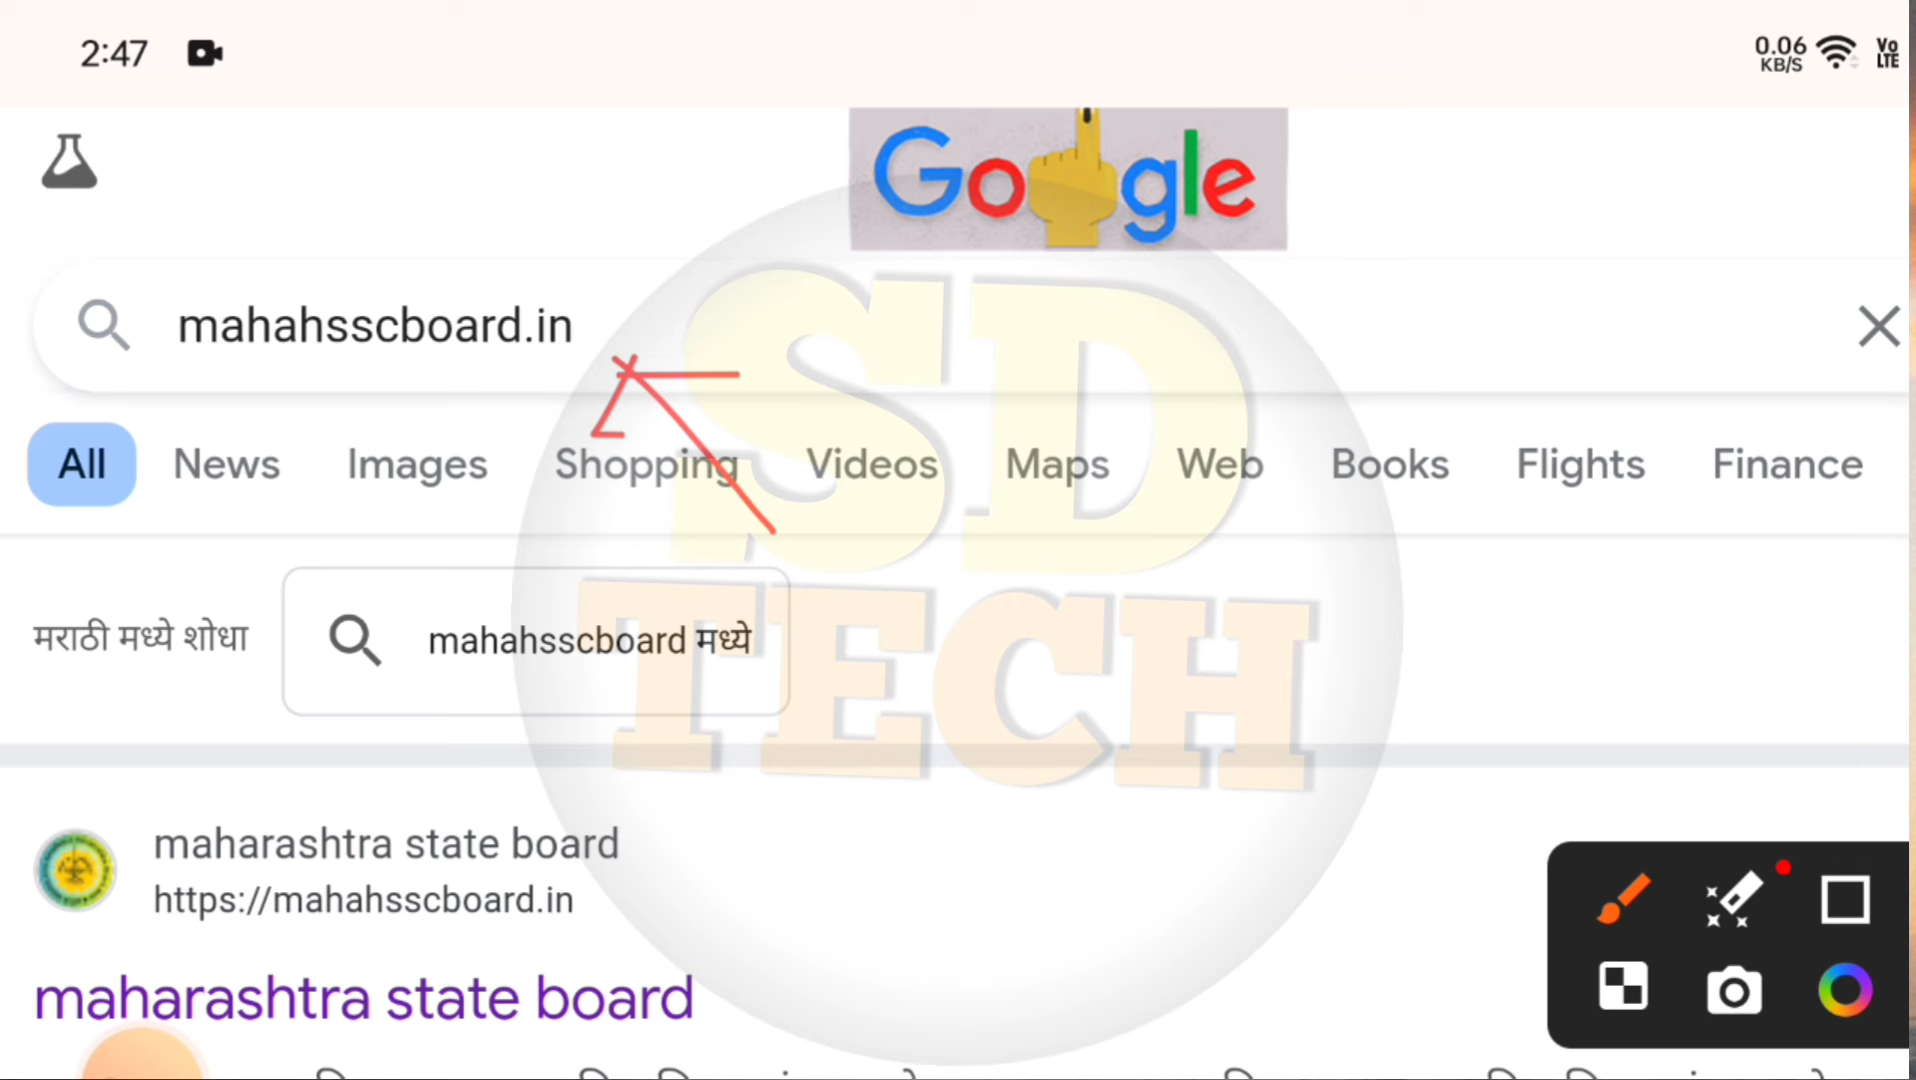 2:47
0.06
KB/S
Vo
LTE
Google
mahahsscboard.in
All News Images Shopping Videos Maps Web Books Flights Finance
मराठी मध्ये शोधा
mahahsscboard मध्ये
SD
TECH
maharashtra state board
https://mahahsscboard.in
maharashtra state board